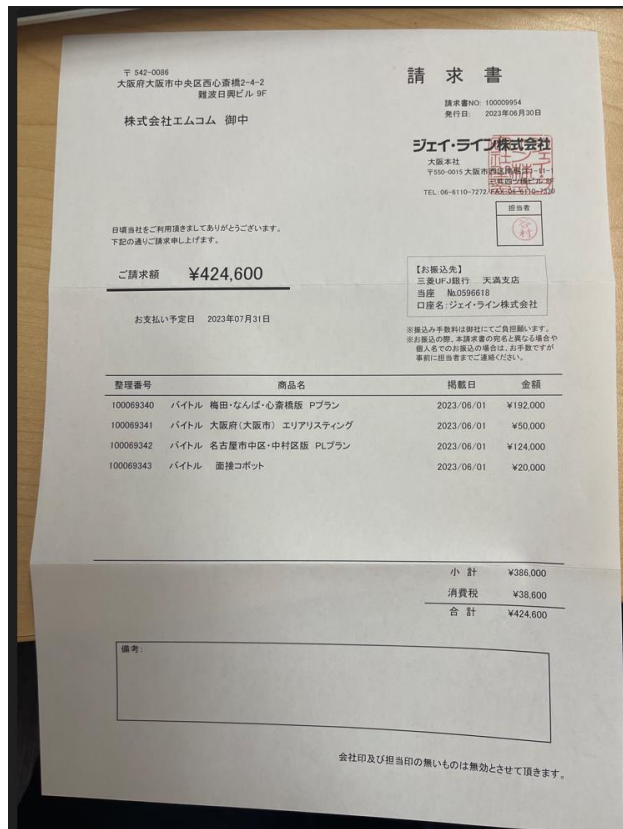 〒 542-0086
大阪府大阪市中央区西心斎橋2-4-2
難波日興ビル 9F
株式会社エムコム 御中
請 求 書
請求書NO: 100009954
発行日: 2023年06月30日
ジェイ・ライン株式会社
大阪本社
〒550-0015 大阪市西区南堀江1-11-1
TEL:06-6110-7272/FAX:06-6110-7320
担当者
日頃当社をご利用頂きましてありがとうございます。
下記の通りご請求申し上げます。
ご請求額 ¥424,600
【お振込先】
三菱UFJ銀行 天満支店
当座 №0596618
口座名:ジェイ・ライン株式会社
お支払い予定日 2023年07月31日
※振込み手数料は御社にてご負担願います。
※お振込の際、本請求書の宛名と異なる場合や
個人名でのお振込の場合は、お手数ですが
事前に担当者までご連絡ください。
整理番号 商品名 掲載日 金額
100069340 バイトル 梅田・なんば・心斎橋版 Pプラン 2023/06/01 ¥192,000
100069341 バイトル 大阪府(大阪市) エリアリスティング 2023/06/01 ¥50,000
100069342 バイトル 名古屋市中区・中村区版 PLプラン 2023/06/01 ¥124,000
100069343 バイトル 面接コボット 2023/06/01 ¥20,000
小 計 ¥386,000
消費税 ¥38,600
合 計 ¥424,600
備考:
会社印及び担当印の無いものは無効とさせて頂きます。